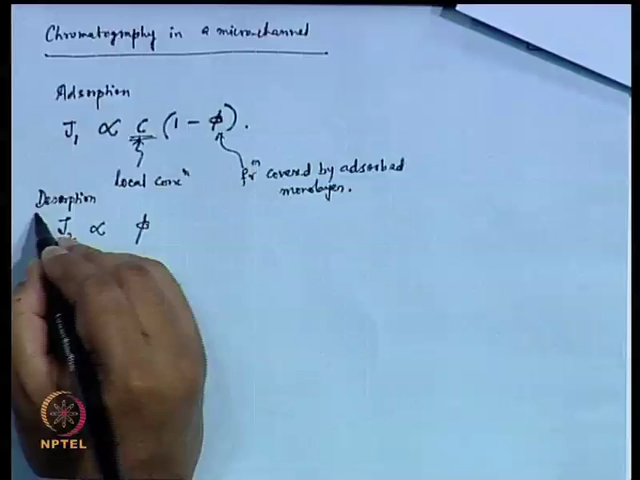 Chromatography in a microchannel
Adsorption
J₁ ∝ C (1 − ϕ).
local concⁿ
frⁿ covered by adsorbed
monolayer.
Desorption
J₂ ∝ ϕ
NPTEL